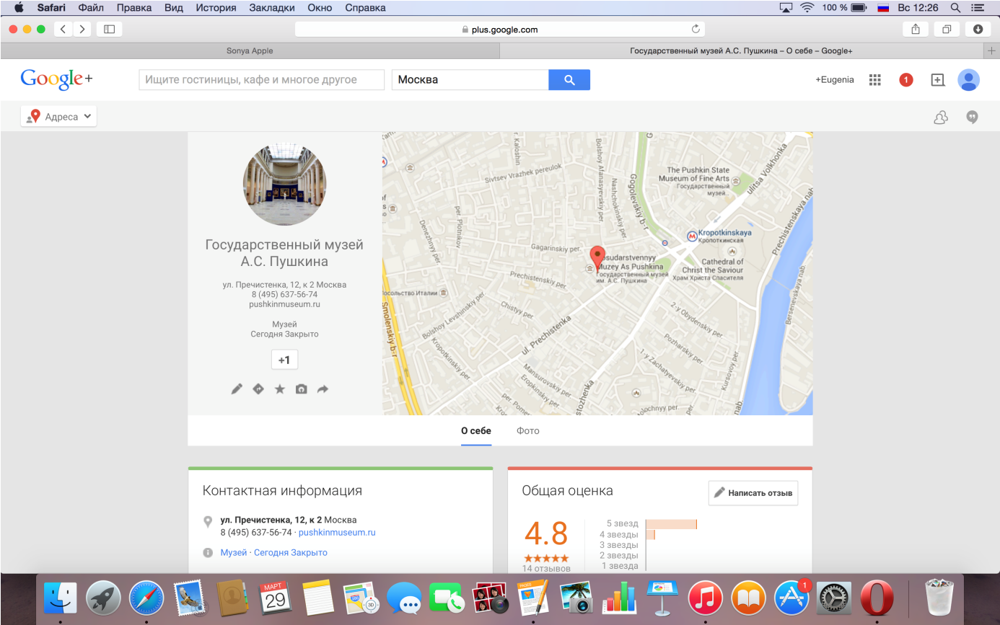 Safari Файл Правка Вид История Закладки Окно Справка 100 % Вс 12:26
plus.google.com
Sonya Apple
Государственный музей А.С. Пушкина – О себе – Google+
Google+
Ищите гостиницы, кафе и многое другое
Москва
+Eugenia
1
Адреса
Государственный музей
А.С. Пушкина
ул. Пречистенка, 12, к 2 Москва
8 (495) 637-56-74
pushkinmuseum.ru
Музей
Сегодня Закрыто
+1
Kaloshin
Sivtsev Vrazhek pereulok
Bolshoy Afanasyevskiy per.
Nashchokinskiy per.
Gogolevskiy b-r
The Pushkin State
Museum of Fine Arts
Государственный
музей...
ulitsa Volkhonka
Prechistenskaya nab.
Kropotkinskaya
Кропоткинская
Cathedral of
Christ the Saviour
Храм Христа Спасителя
per. Plotnikov
Denezhnyy per.
Gagarinskiy per.
Muzey As Pushkina
Государственный музей
им. А.С. Пушкина
Prechistenskiy per.
Chistyy per.
Посольство Италии
Smolenskiy b-r
Bolshoy Levshinskiy per.
Kropotkinskiy per.
ul. Prechistenka
Mansurovskiy per.
Eropkinskiy per.
2-y Obydenskiy per.
Pozharskiy per.
1-y Zachatyevskiy per.
Kursovoy per.
Bersenevskaya nab.
О себе
Фото
Контактная информация
ул. Пречистенка, 12, к 2 Москва
8 (495) 637-56-74 · pushkinmuseum.ru
Музей · Сегодня Закрыто
Общая оценка
Написать отзыв
4.8
14 отзывов
5 звезд
4 звезды
3 звезды
2 звезды
1 звезда
МАРТ
29
3D
1